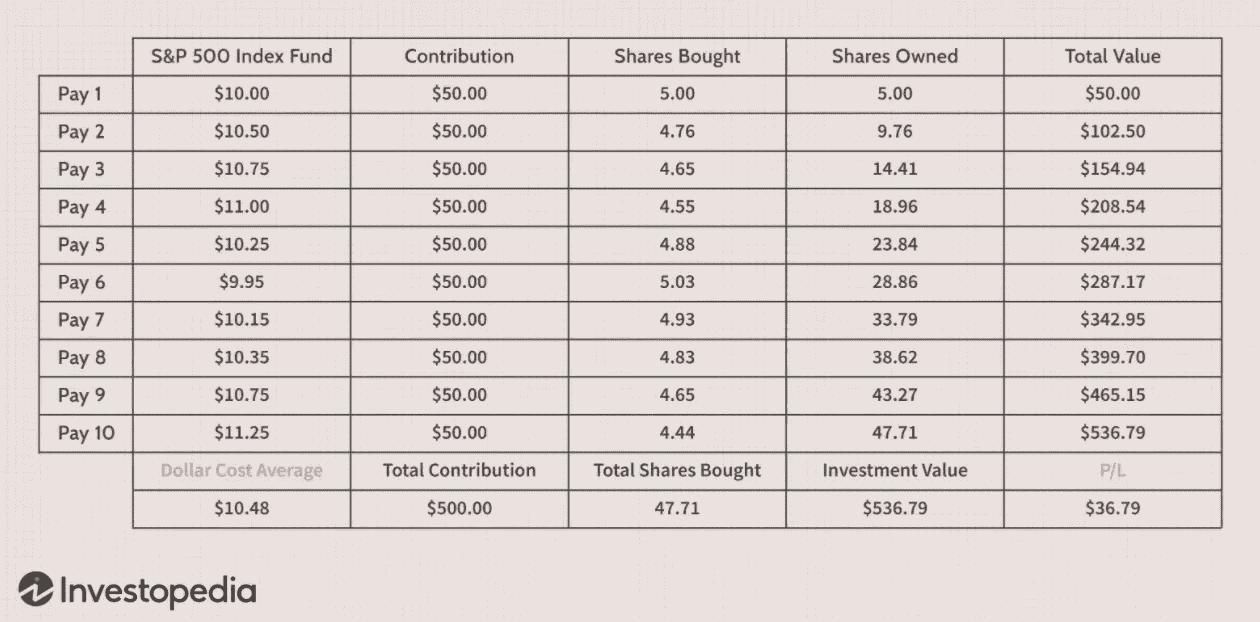 S&P 500 Index Fund Contribution Shares Bought Shares Owned Total Value
Pay 1 $10.00 $50.00 5.00 5.00 $50.00
Pay 2 $10.50 $50.00 4.76 9.76 $102.50
Pay 3 $10.75 $50.00 4.65 14.41 $154.94
Pay 4 $11.00 $50.00 4.55 18.96 $208.54
Pay 5 $10.25 $50.00 4.88 23.84 $244.32
Pay 6 $9.95 $50.00 5.03 28.86 $287.17
Pay 7 $10.15 $50.00 4.93 33.79 $342.95
Pay 8 $10.35 $50.00 4.83 38.62 $399.70
Pay 9 $10.75 $50.00 4.65 43.27 $465.15
Pay 10 $11.25 $50.00 4.44 47.71 $536.79
Dollar Cost Average Total Contribution Total Shares Bought Investment Value P/L
$10.48 $500.00 47.71 $536.79 $36.79
Investopedia